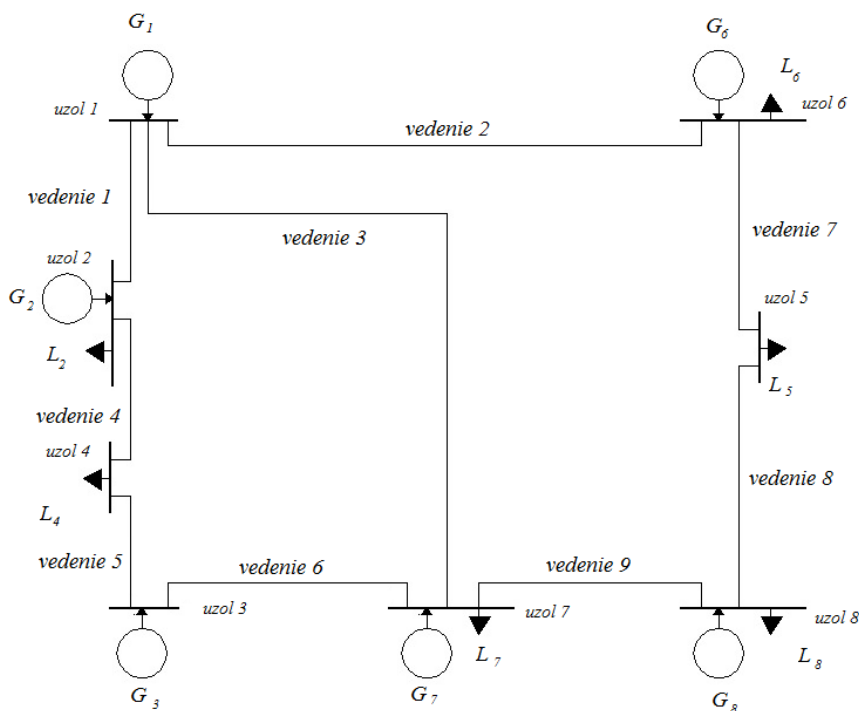 G1
G6
L6
uzol 1
uzol 6
vedenie 2
vedenie 1
vedenie 3
vedenie 7
uzol 2
G2
uzol 5
L2
L5
vedenie 4
uzol 4
L4
vedenie 8
vedenie 5
vedenie 6
vedenie 9
uzol 3
uzol 7
uzol 8
L7
L8
G3
G7
G8